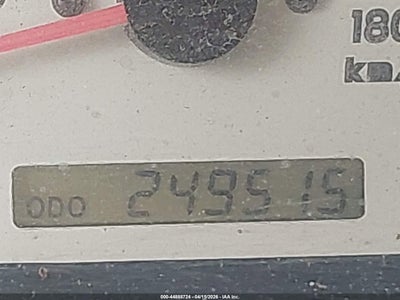 180
km/
ODO 249515
000-44888724 - 04/15/2026 - IAA Inc.